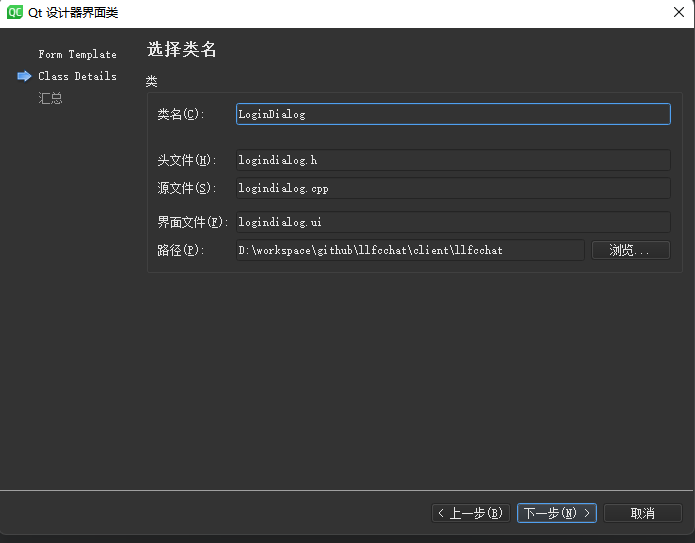 QC Qt 设计器界面类
Form Template
Class Details
汇总
选择类名
类
类名(C): LoginDialog
头文件(H): logindialog.h
源文件(S): logindialog.cpp
界面文件(F): logindialog.ui
路径(P): D:\workspace\github\llfcchat\client\llfcchat 浏览...
< 上一步(B) 下一步(N) > 取消